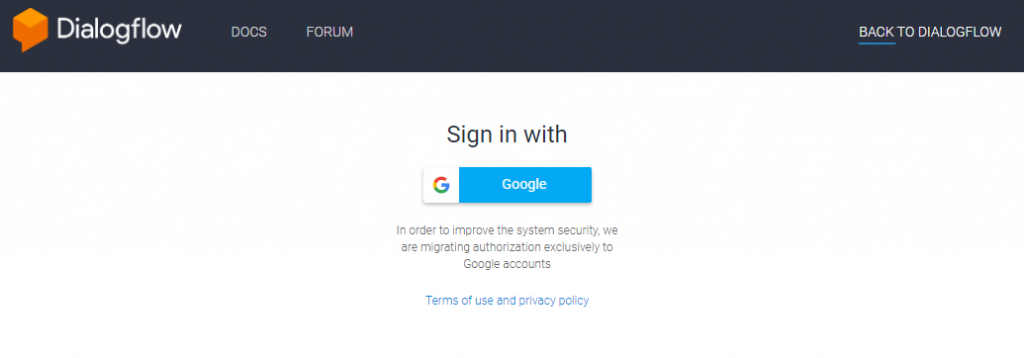 Dialogflow DOCS FORUM BACK TO DIALOGFLOW
Sign in with
Google
In order to improve the system security, we
are migrating authorization exclusively to
Google accounts
Terms of use and privacy policy